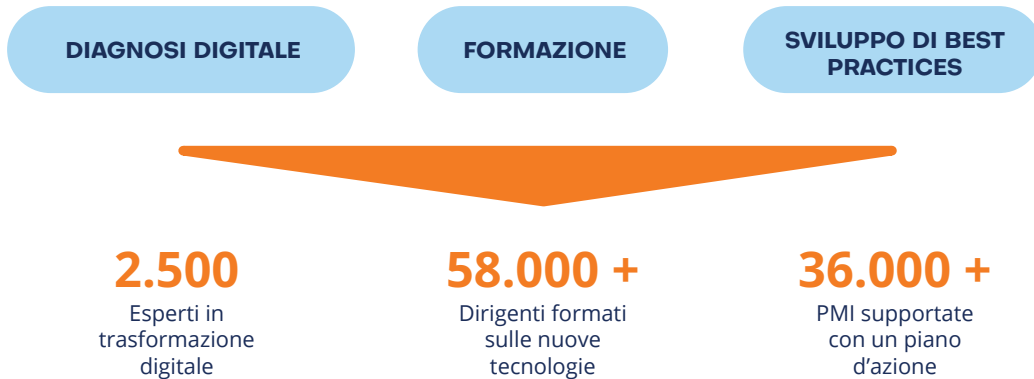 DIAGNOSI DIGITALE
FORMAZIONE
SVILUPPO DI BEST
PRACTICES
2.500
Esperti in
trasformazione
digitale
58.000 +
Dirigenti formati
sulle nuove
tecnologie
36.000 +
PMI supportate
con un piano
d’azione